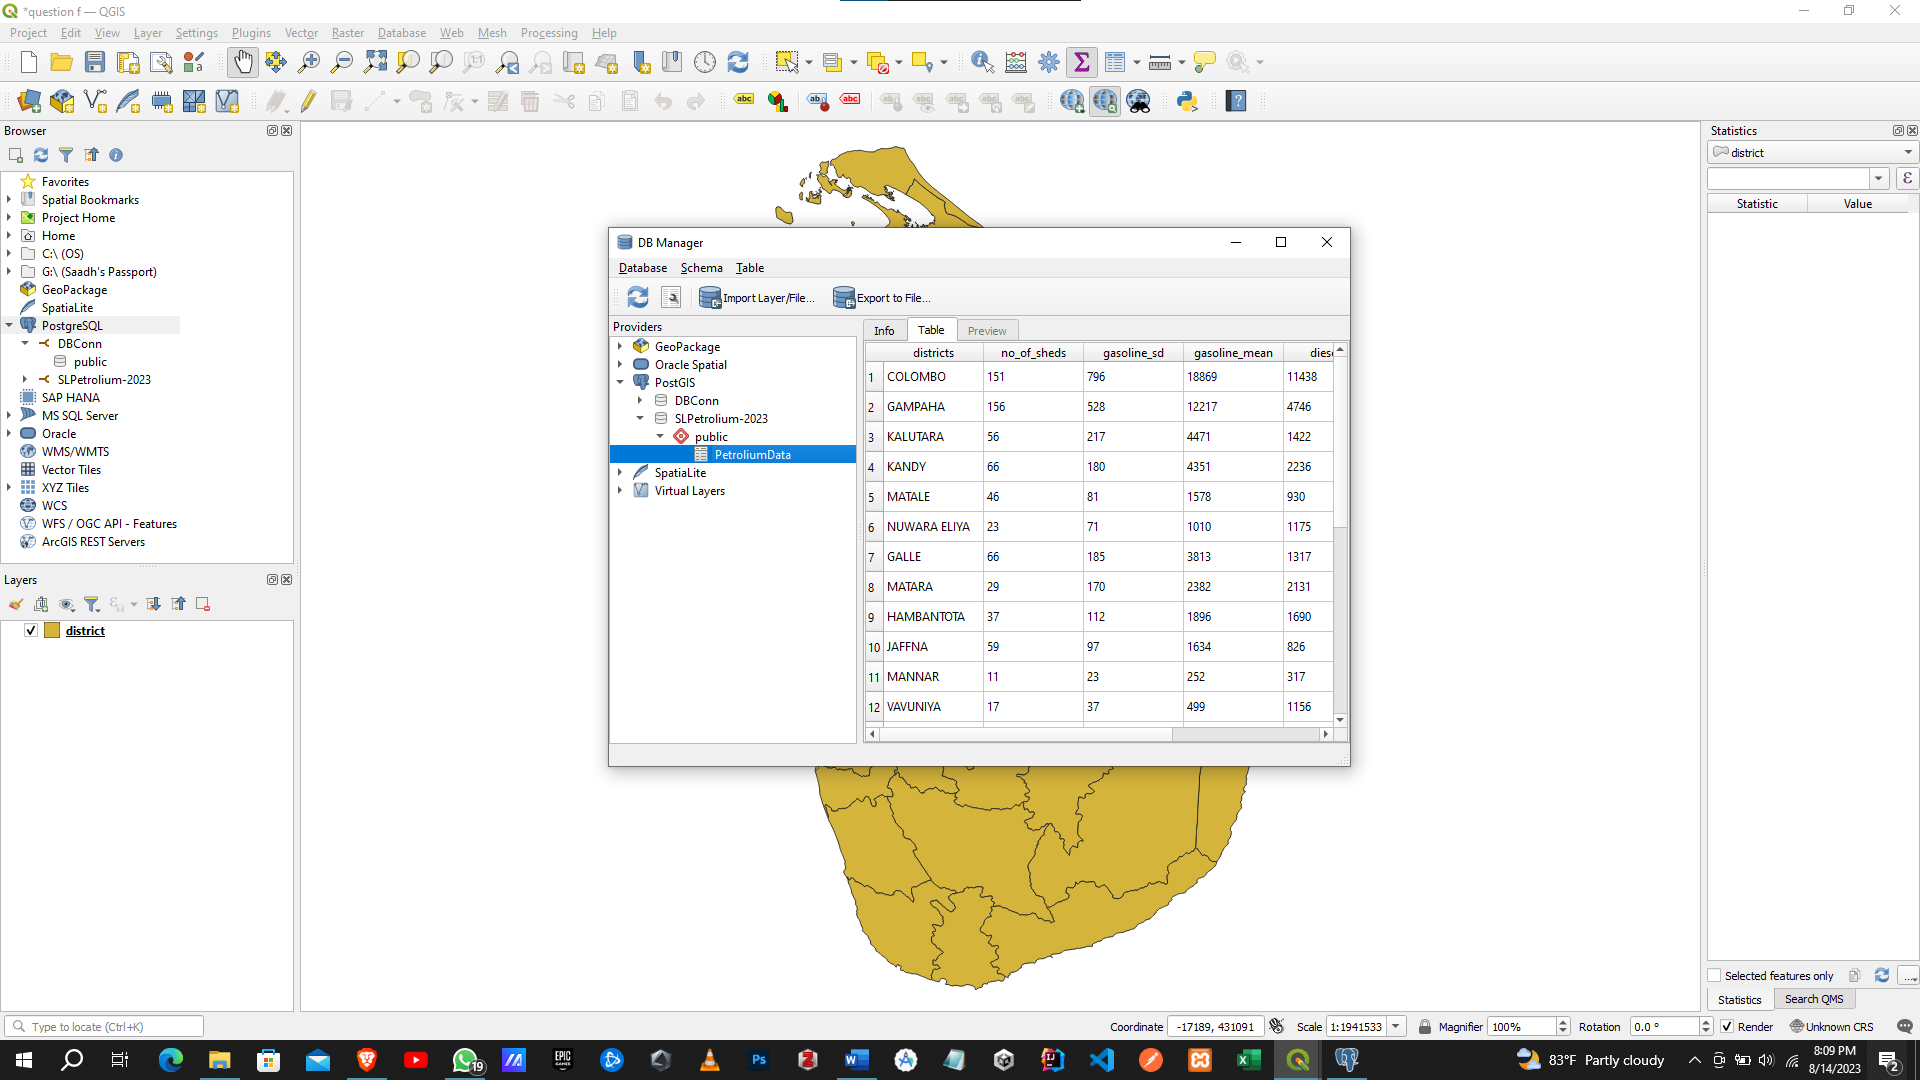 *question f — QGIS
Project Edit View Layer Settings Plugins Vector Raster Database Web Mesh Processing Help
Browser
Favorites
Spatial Bookmarks
Project Home
Home
C:\ (OS)
G:\ (Saadh's Passport)
GeoPackage
SpatiaLite
PostgreSQL
DBConn
public
SLPetrolium-2023
SAP HANA
MS SQL Server
Oracle
WMS/WMTS
Vector Tiles
XYZ Tiles
WCS
WFS / OGC API - Features
ArcGIS REST Servers
Layers
district
DB Manager
Database Schema Table
Import Layer/File...
Export to File...
Providers
GeoPackage
Oracle Spatial
PostGIS
DBConn
SLPetrolium-2023
public
PetroliumData
SpatiaLite
Virtual Layers
Info Table Preview
districts no_of_sheds gasoline_sd gasoline_mean
1 COLOMBO 151 796 18869 11438
2 GAMPAHA 156 528 12217 4746
3 KALUTARA 56 217 4471 1422
4 KANDY 66 180 4351 2236
5 MATALE 46 81 1578 930
6 NUWARA ELIYA 23 71 1010 1175
7 GALLE 66 185 3813 1317
8 MATARA 29 170 2382 2131
9 HAMBANTOTA 37 112 1896 1690
10 JAFFNA 59 97 1634 826
11 MANNAR 11 23 252 317
12 VAVUNIYA 17 37 499 1156
Statistics
district
ε
Statistic Value
Selected features only
...
Statistics Search QMS
Type to locate (Ctrl+K)
Coordinate -17189, 431091 Scale 1:1941533 Magnifier 100% Rotation 0.0 ° Render Unknown CRS
19
83°F Partly cloudy
8:09 PM
8/14/2023
2